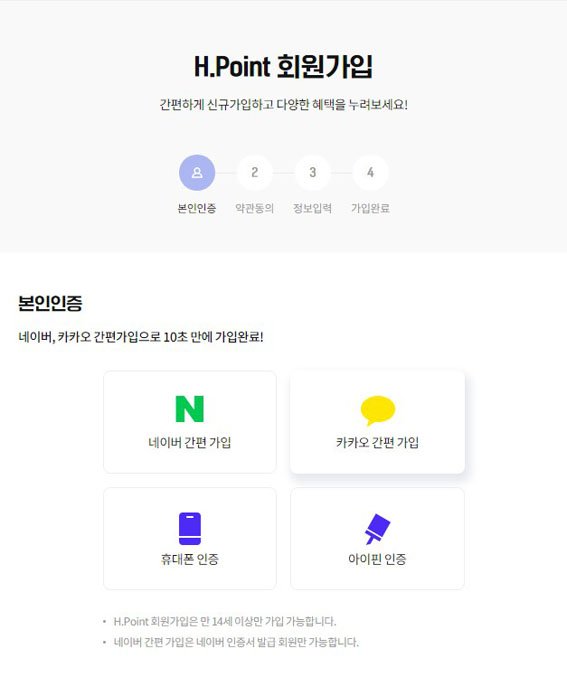 H.Point 회원가입
간편하게 신규가입하고 다양한 혜택을 누려보세요!
2 3 4
본인인증 약관동의 정보입력 가입완료
본인인증
네이버, 카카오 간편가입으로 10초 만에 가입완료!
N
네이버 간편 가입
카카오 간편 가입
휴대폰 인증
아이핀 인증
• H.Point 회원가입은 만 14세 이상만 가입 가능합니다.
• 네이버 간편 가입은 네이버 인증서 발급 회원만 가능합니다.